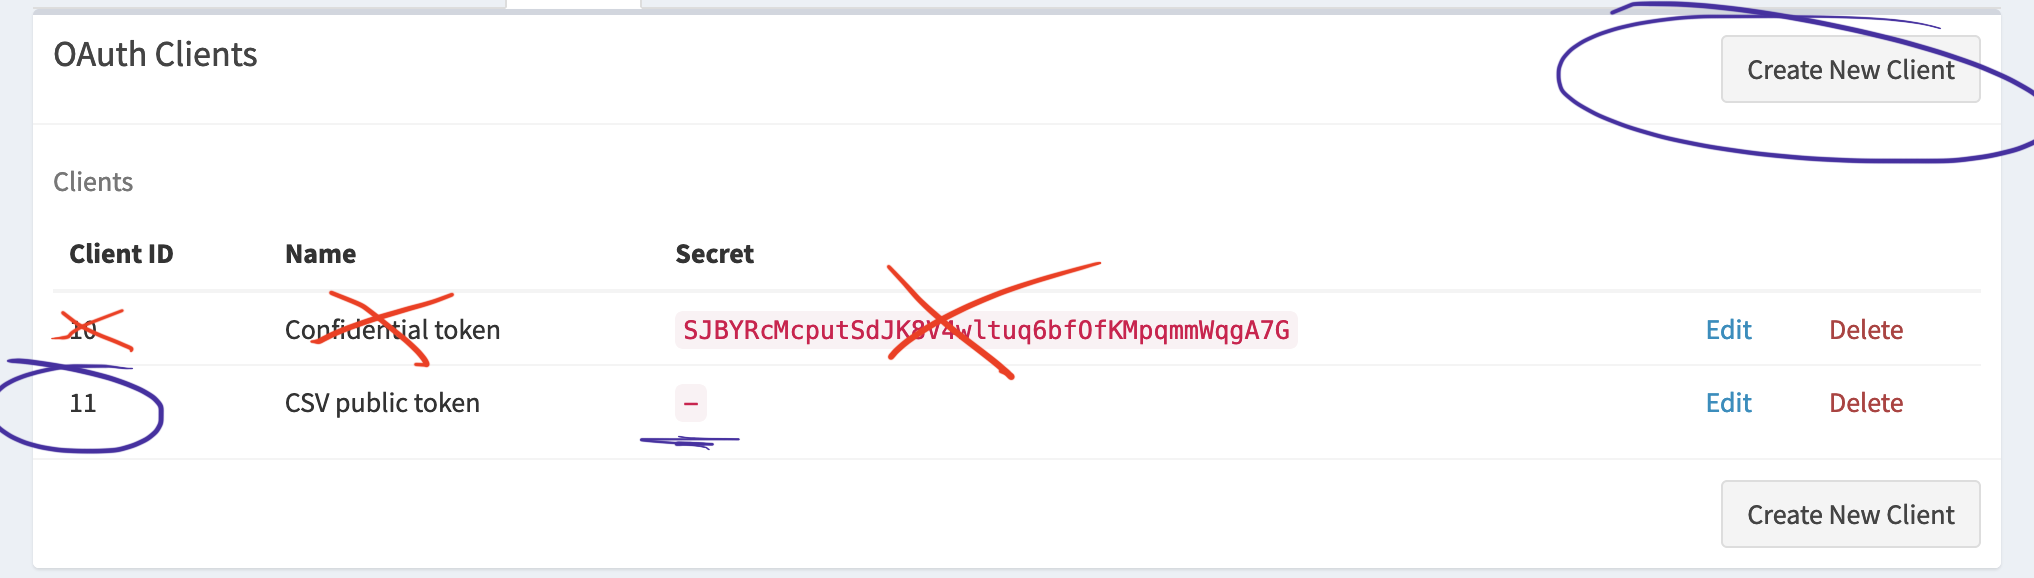 OAuth Clients
Create New Client
Clients
Client ID Name Secret
10 Confidential token SJBYRcMcputSdJK8V4wltuq6bfOfKMpqmmWqgA7G Edit Delete
11 CSV public token – Edit Delete
Create New Client